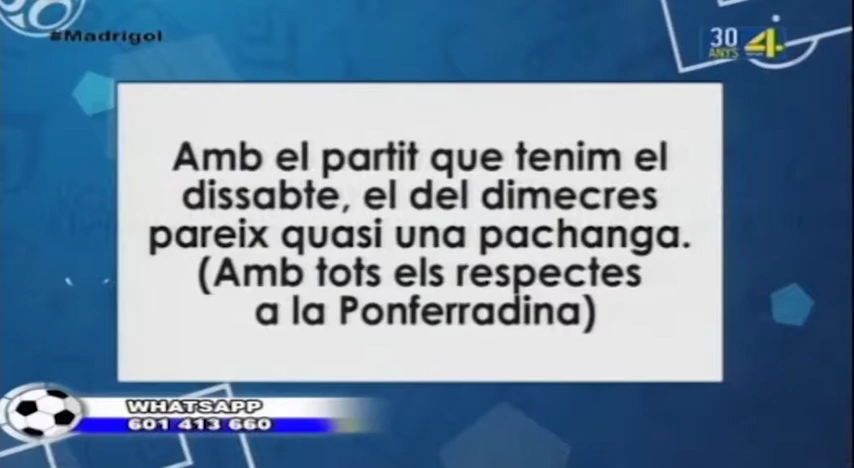 #Madrigol
30
ANYS
4
Amb el partit que tenim el
dissabte, el del dimecres
pareix quasi una pachanga.
(Amb tots els respectes
a la Ponferradina)
WHATSAPP
601 413 660